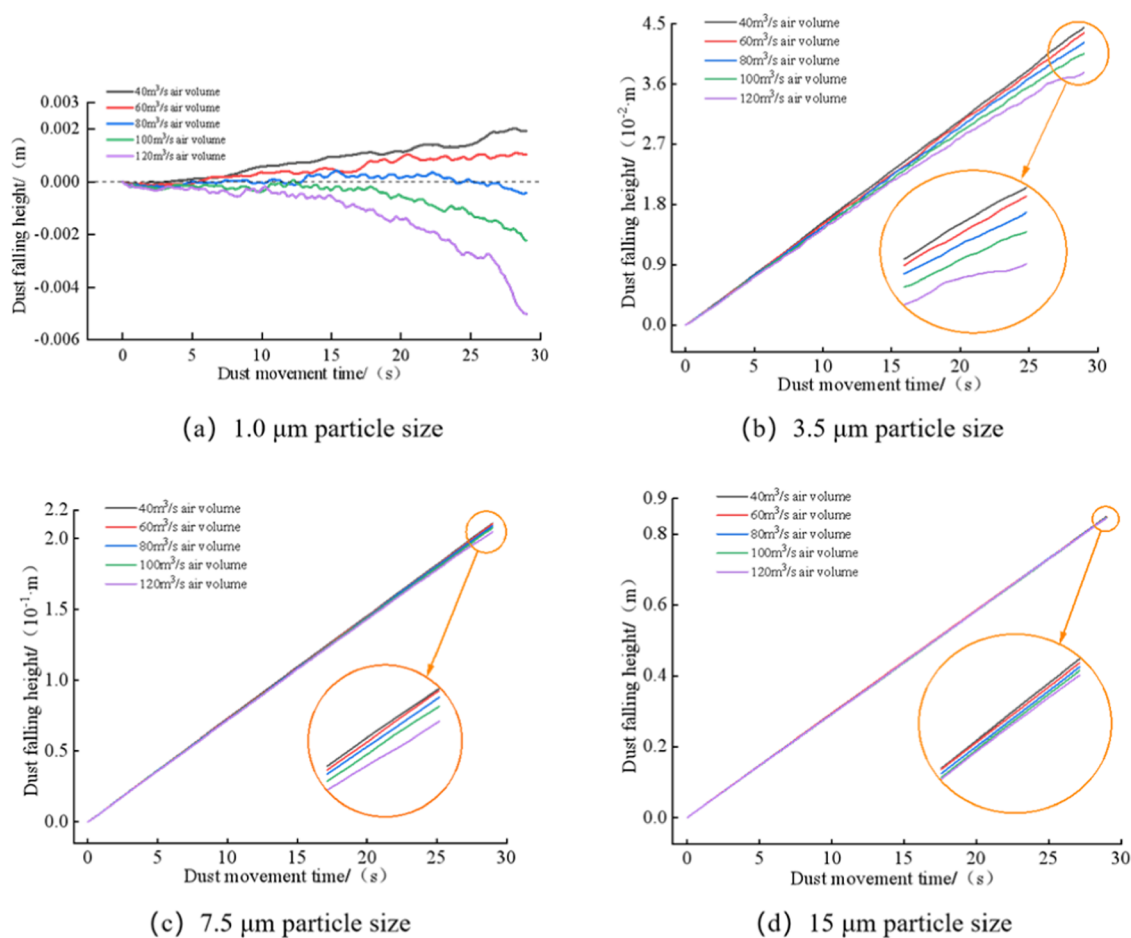 Dust falling height/（m）
40m³/s air volume
60m³/s air volume
80m³/s air volume
100m³/s air volume
120m³/s air volume
0.003
0.002
0.000
-0.002
-0.004
-0.006
0 5 10 15 20 25 30
Dust movement time/（s）
(a) 1.0 μm particle size
Dust falling height/（10⁻²·m）
40m³/s air volume
60m³/s air volume
80m³/s air volume
100m³/s air volume
120m³/s air volume
4.5
3.6
2.7
1.8
0.9
0.0
0 5 10 15 20 25 30
Dust movement time/（s）
(b) 3.5 μm particle size
Dust falling height/（10⁻¹·m）
40m³/s air volume
60m³/s air volume
80m³/s air volume
100m³/s air volume
120m³/s air volume
2.2
2.0
1.5
1.0
0.5
0.0
0 5 10 15 20 25 30
Dust movement time/（s）
(c) 7.5 μm particle size
Dust falling height/（m）
40m³/s air volume
60m³/s air volume
80m³/s air volume
100m³/s air volume
120m³/s air volume
0.9
0.8
0.6
0.4
0.2
0.0
0 5 10 15 20 25 30
Dust movement time/（s）
(d) 15 μm particle size